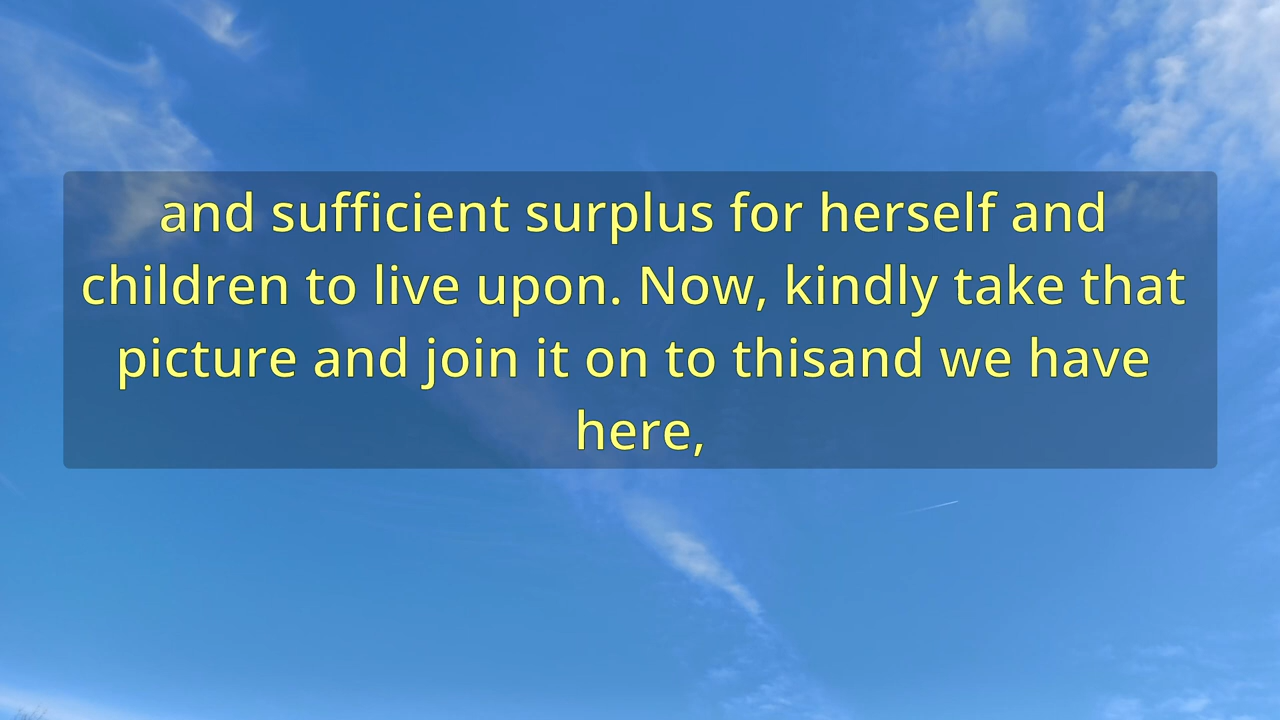 and sufficient surplus for herself and
children to live upon. Now, kindly take that
picture and join it on to thisand we have
here,